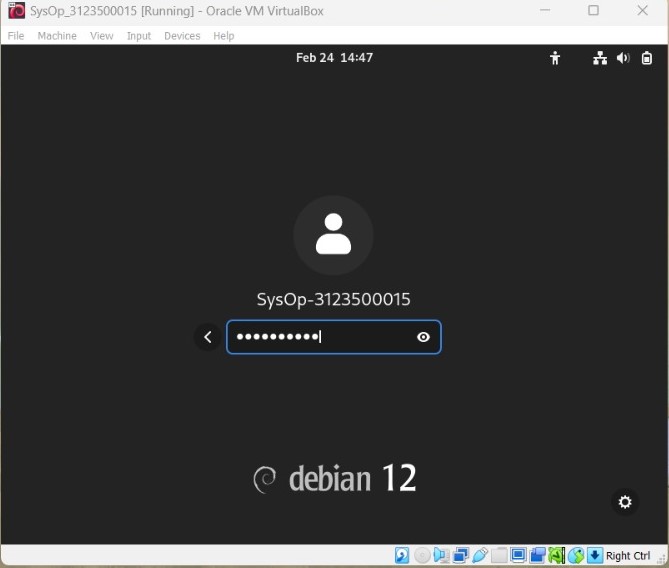 SysOp_3123500015 [Running] - Oracle VM VirtualBox
File Machine View Input Devices Help
Feb 24 14:47
SysOp-3123500015
debian 12
Right Ctrl